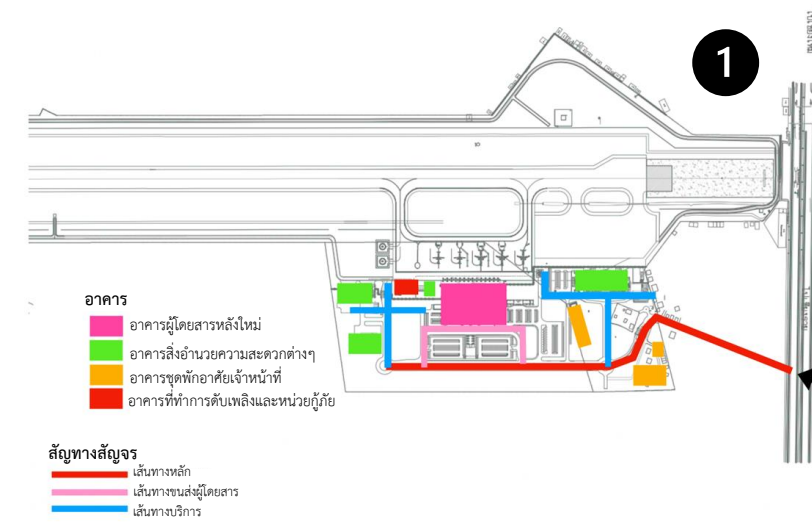 1
อาคาร
อาคารผู้โดยสารหลังใหม่
อาคารสิ่งอำนวยความสะดวกต่างๆ
อาคารชุดพักอาศัยเจ้าหน้าที่
อาคารที่ทำการดับเพลิงและหน่วยกู้ภัย
สัญทางสัญจร
เส้นทางหลัก
เส้นทางขนส่งผู้โดยสาร
เส้นทางบริการ